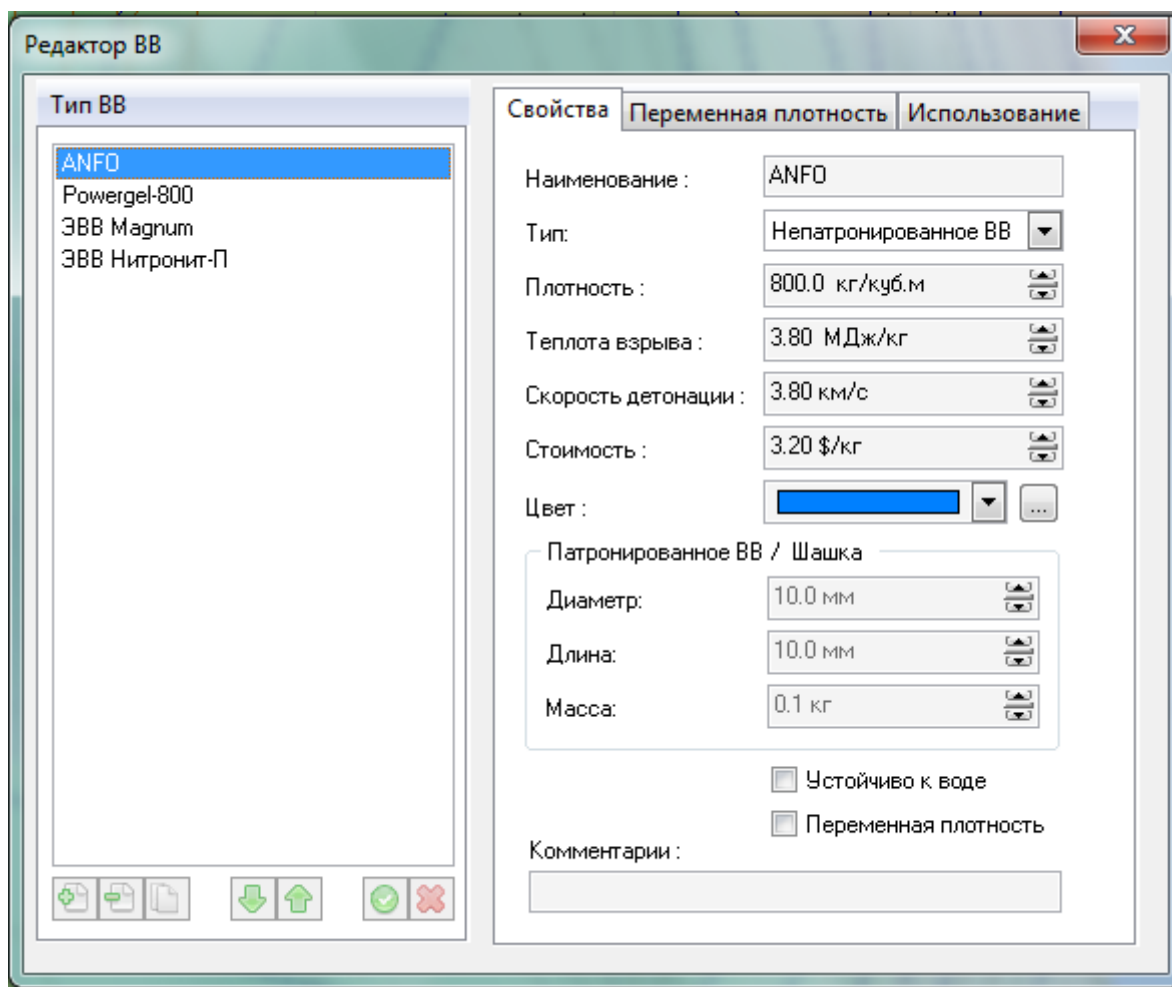 Редактор ВВ
Тип ВВ
ANFO
Powergel-800
ЭВВ Magnum
ЭВВ Нитронит-П
Свойства
Переменная плотность
Использование
Наименование :
ANFO
Тип:
Непатронированное ВВ
Плотность :
800.0 кг/куб.м
Теплота взрыва :
3.80 МДж/кг
Скорость детонации :
3.80 км/с
Стоимость :
3.20 $/кг
Цвет :
...
Патронированное ВВ / Шашка
Диаметр:
10.0 мм
Длина:
10.0 мм
Масса:
0.1 кг
Устойчиво к воде
Переменная плотность
Комментарии :